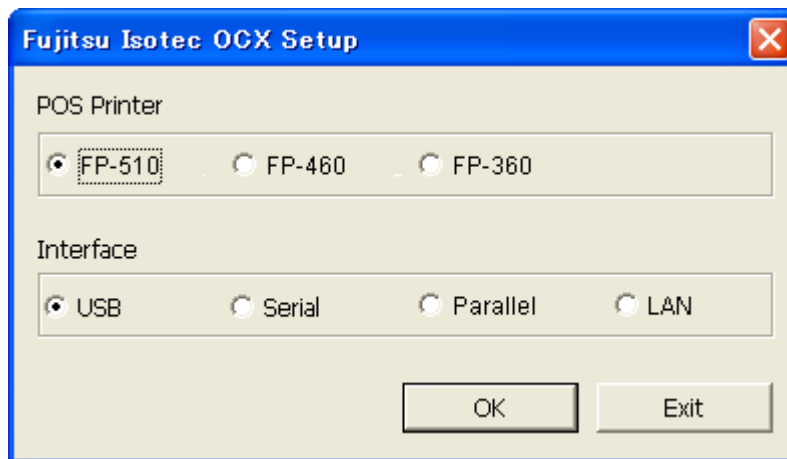 Fujitsu Isotec OCX Setup
POS Printer
FP-510 FP-460 FP-360
Interface
USB Serial Parallel LAN
OK Exit